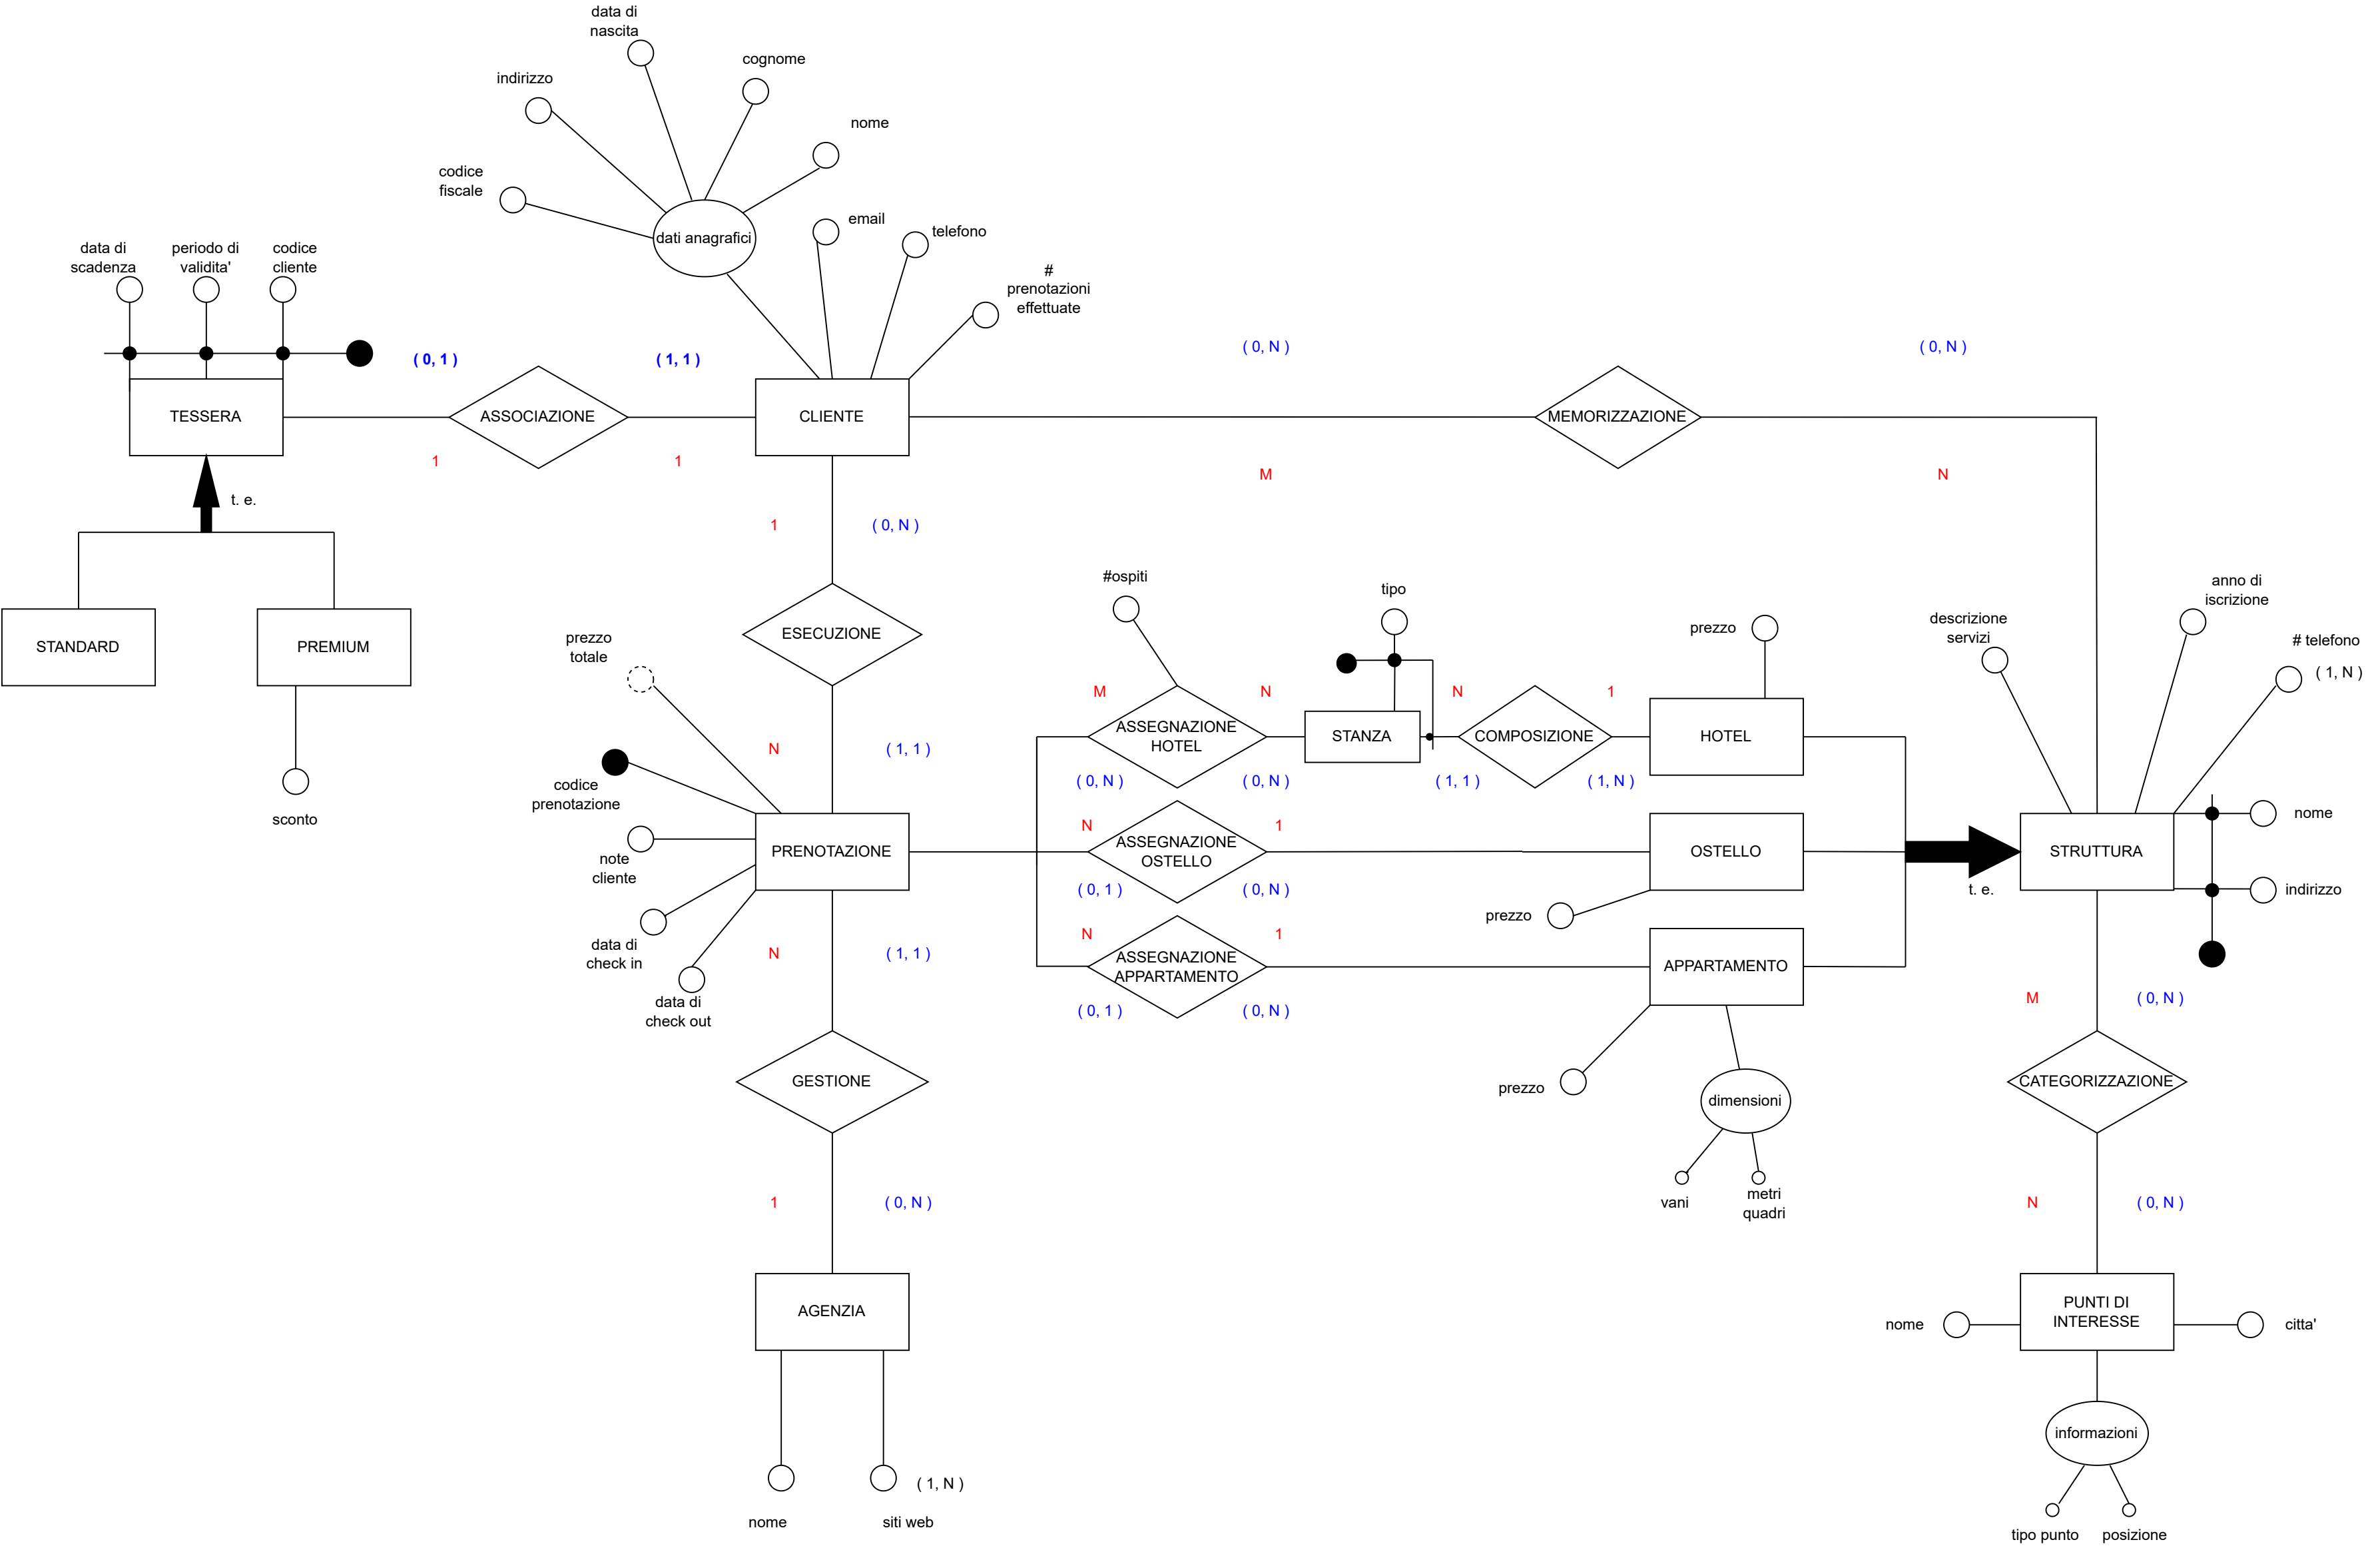 data di
nascita
cognome
indirizzo
nome
codice
fiscale
email
telefono
dati anagrafici
data di
scadenza
periodo di
validita'
codice
cliente
#
prenotazioni
effettuate
( 0, 1 )
( 1, 1 )
( 0, N )
( 0, N )
TESSERA
ASSOCIAZIONE
CLIENTE
MEMORIZZAZIONE
1
1
M
N
t. e.
1
( 0, N )
STANDARD
PREMIUM
sconto
ESECUZIONE
prezzo
totale
#ospiti
tipo
prezzo
descrizione
servizi
anno di
iscrizione
# telefono
( 1, N )
M
N
N
1
N
( 1, 1 )
ASSEGNAZIONE
HOTEL
STANZA
COMPOSIZIONE
HOTEL
( 0, N )
( 0, N )
( 1, 1 )
( 1, N )
codice
prenotazione
nome
N
1
PRENOTAZIONE
ASSEGNAZIONE
OSTELLO
OSTELLO
STRUTTURA
note
cliente
( 0, 1 )
( 0, N )
t. e.
indirizzo
prezzo
data di
check in
N
( 1, 1 )
N
1
ASSEGNAZIONE
APPARTAMENTO
APPARTAMENTO
data di
check out
( 0, 1 )
( 0, N )
M
( 0, N )
GESTIONE
prezzo
dimensioni
CATEGORIZZAZIONE
vani
metri
quadri
1
( 0, N )
N
( 0, N )
AGENZIA
PUNTI DI
INTERESSE
nome
citta'
informazioni
( 1, N )
nome
siti web
tipo punto
posizione